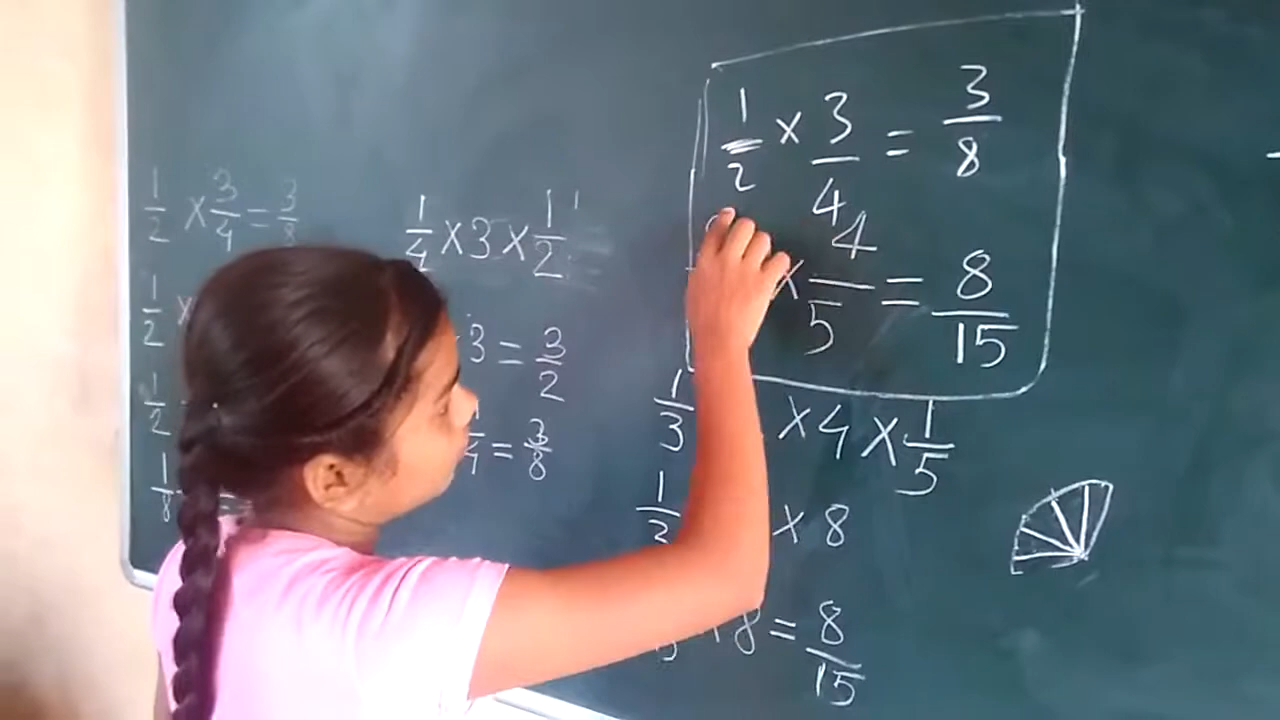 1/2 × 3/4 = 3/8
1/2 ×
1/2
1/8
1/4 × 3 × 1/2
3 = 3/2
4 = 3/8
1/2 × 3/4 = 3/8
× 4/5 = 8/15
1/3 × 4 × 1/5
× 8
× 8 = 8/15